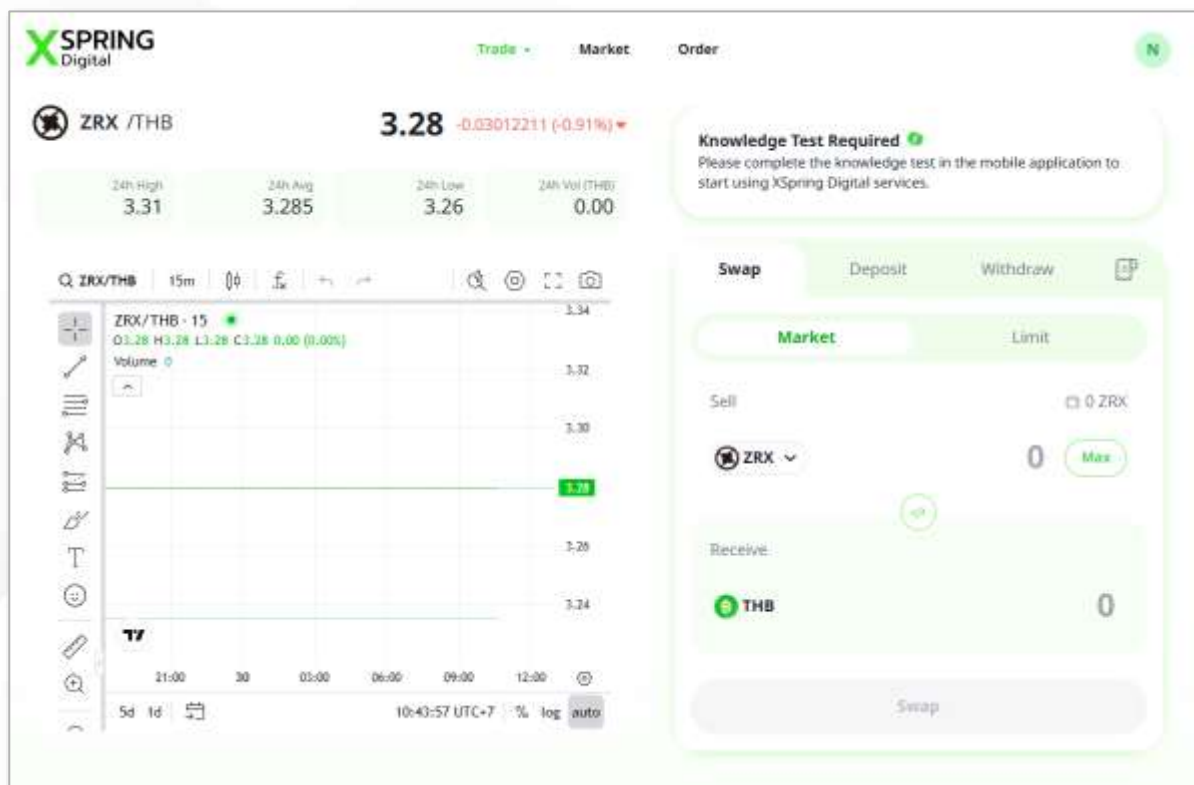 XSPRING
Digital
Trade
Market
Order
N
ZRX /THB
3.28 -0.03012211 (-0.91%)
24h High
24h Avg
24h Low
24h Vol (THB)
3.31
3.285
3.26
0.00
Knowledge Test Required
Please complete the knowledge test in the mobile application to
start using XSpring Digital services.
ZRX/THB 15m
ZRX/THB · 15
O3.28 H3.28 L3.28 C3.28 0.00 (0.00%)
Volume 0
3.34
3.32
3.30
3.28
3.26
3.24
21:00 30 03:00 06:00 09:00 12:00
5d 1d 10:43:57 UTC+7 % log auto
Swap
Deposit
Withdraw
Market
Limit
Sell
0 ZRX
ZRX
0
Max
Receive
THB
0
Swap